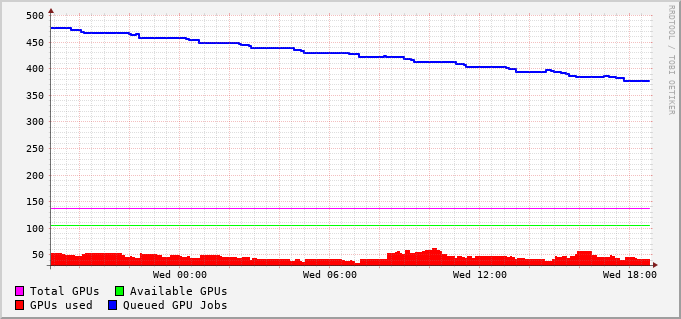 500
450
400
350
300
250
200
150
100
50
Wed 00:00 Wed 06:00 Wed 12:00 Wed 18:00
Total GPUs Available GPUs
GPUs used Queued GPU Jobs
RRDTOOL / TOBI OETIKER